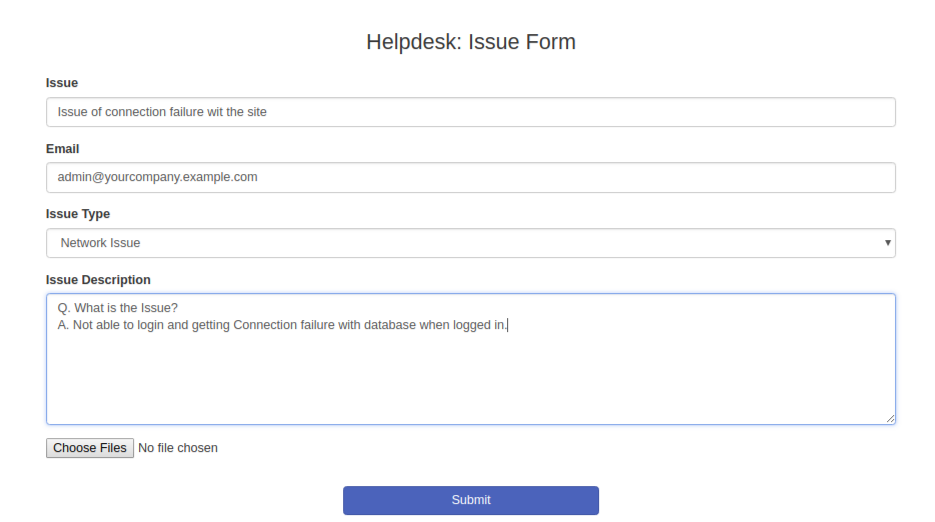 Helpdesk: Issue Form
Issue
Issue of connection failure wit the site
Email
admin@yourcompany.example.com
Issue Type
Network Issue
Issue Description
Q. What is the Issue?
A. Not able to login and getting Connection failure with database when logged in.
Choose Files No file chosen
Submit